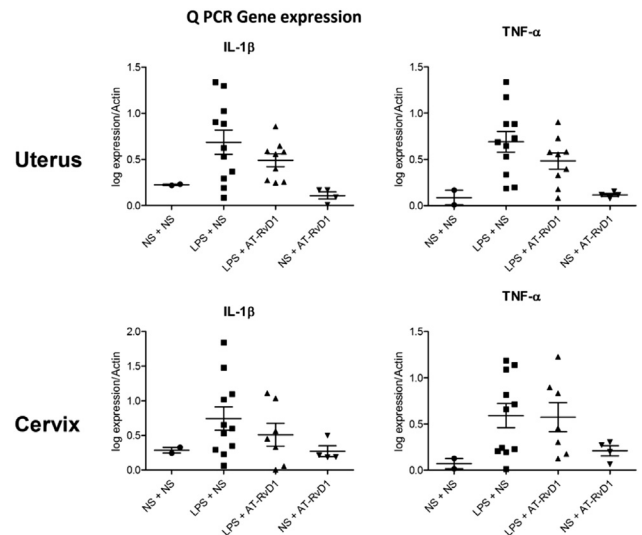 Q PCR Gene expression
IL-1β
TNF-α
Uterus
log expression/Actin
1.5
1.0
0.5
0.0
NS + NS
LPS + NS
LPS + AT-RvD1
NS + AT-RvD1
log expression/Actin
1.5
1.0
0.5
0.0
NS + NS
LPS + NS
LPS + AT-RvD1
NS + AT-RvD1
IL-1β
TNF-α
Cervix
log expression/Actin
2.0
1.5
1.0
0.5
0.0
NS + NS
LPS + NS
LPS + AT-RvD1
NS + AT-RvD1
log expression/Actin
1.5
1.0
0.5
0.0
NS + NS
LPS + NS
LPS + AT-RvD1
NS + AT-RvD1